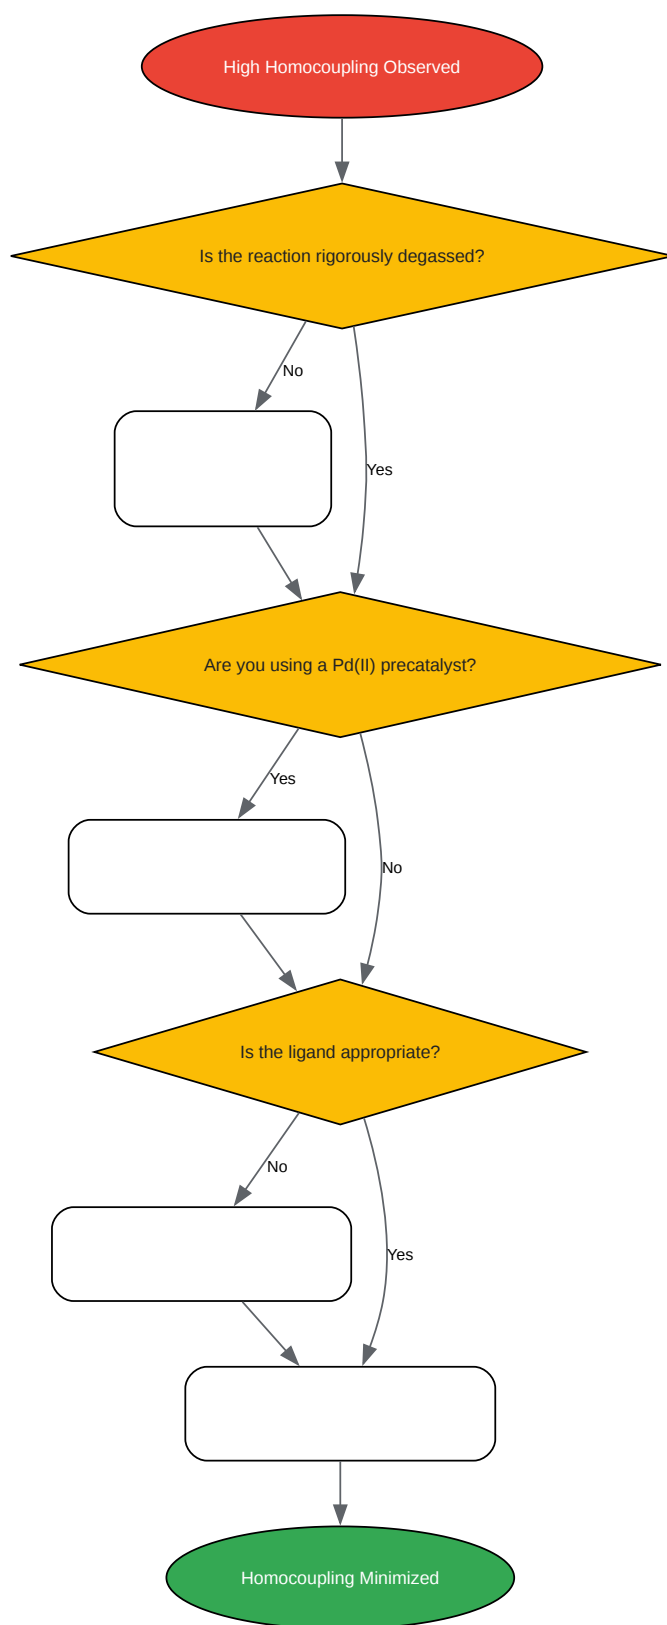 High Homocoupling Observed
Is the reaction rigorously degassed?
No
Yes
Are you using a Pd(II) precatalyst?
Yes
No
Is the ligand appropriate?
No
Yes
Homocoupling Minimized